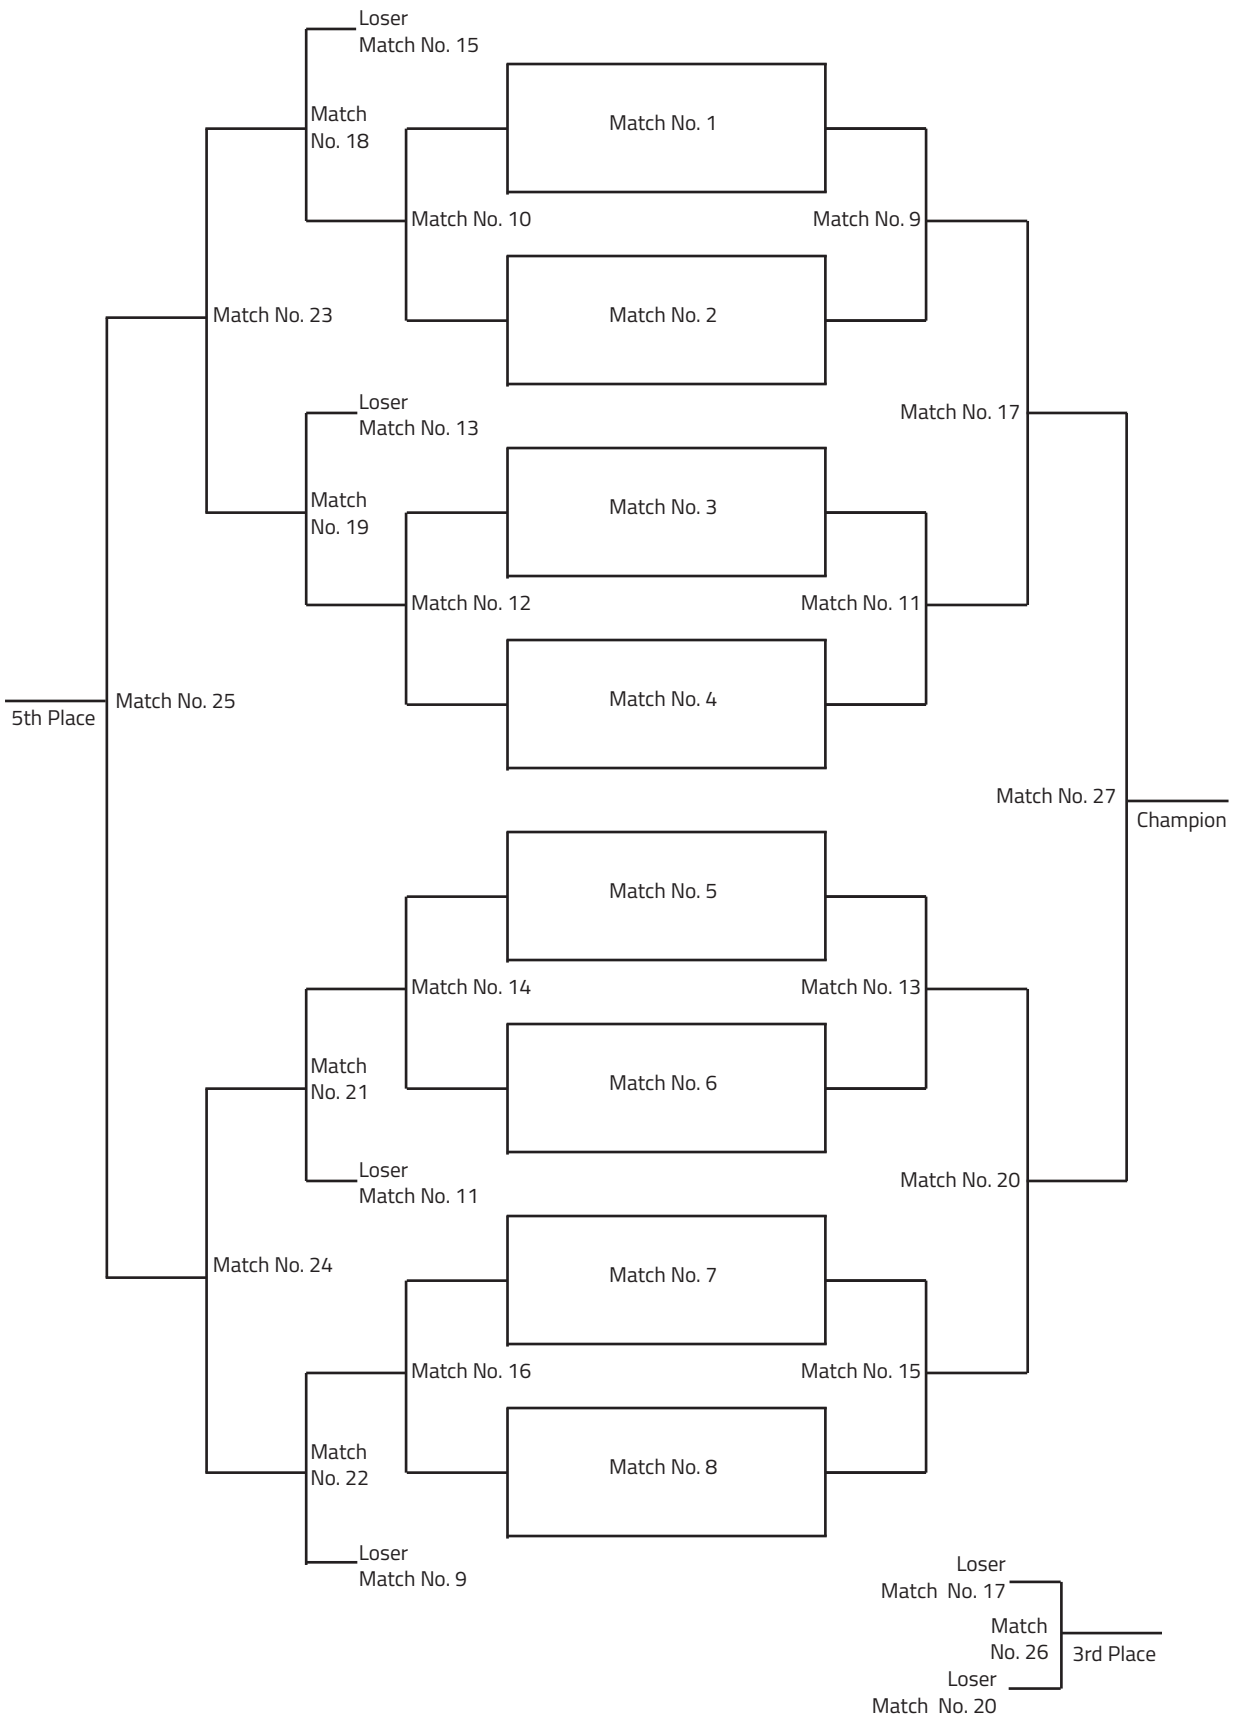 Loser
Match No. 15
Match No. 1
Match
No. 18
Match No. 10
Match No. 9
Match No. 2
Match No. 23
Loser
Match No. 13
Match No. 17
Match No. 3
Match
No. 19
Match No. 12
Match No. 11
Match No. 4
Match No. 25
5th Place
Match No. 27
Champion
Match No. 5
Match No. 14
Match No. 13
Match
No. 21
Match No. 6
Loser
Match No. 11
Match No. 20
Match No. 24
Match No. 7
Match No. 16
Match No. 15
Match
No. 22
Match No. 8
Loser
Match No. 9
Loser
Match No. 17
Match
No. 26
3rd Place
Loser
Match No. 20